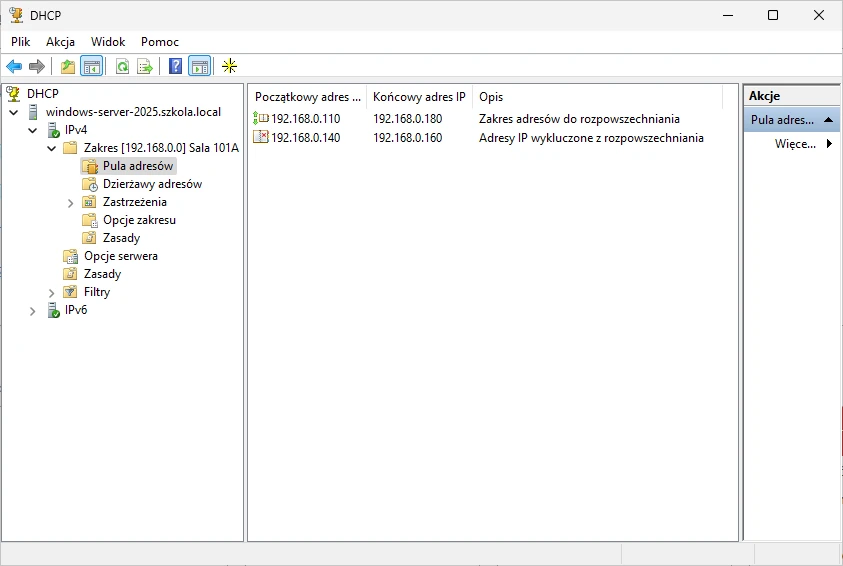 DHCP
Plik Akcja Widok Pomoc
DHCP
windows-server-2025.szkola.local
IPv4
Zakres [192.168.0.0] Sala 101A
Pula adresów
Dzierżawy adresów
Zastrzeżenia
Opcje zakresu
Zasady
Opcje serwera
Zasady
Filtry
IPv6
Początkowy adres ... Końcowy adres IP Opis
192.168.0.110 192.168.0.180 Zakres adresów do rozpowszechniania
192.168.0.140 192.168.0.160 Adresy IP wykluczone z rozpowszechniania
Akcje
Pula adres...
Więce...